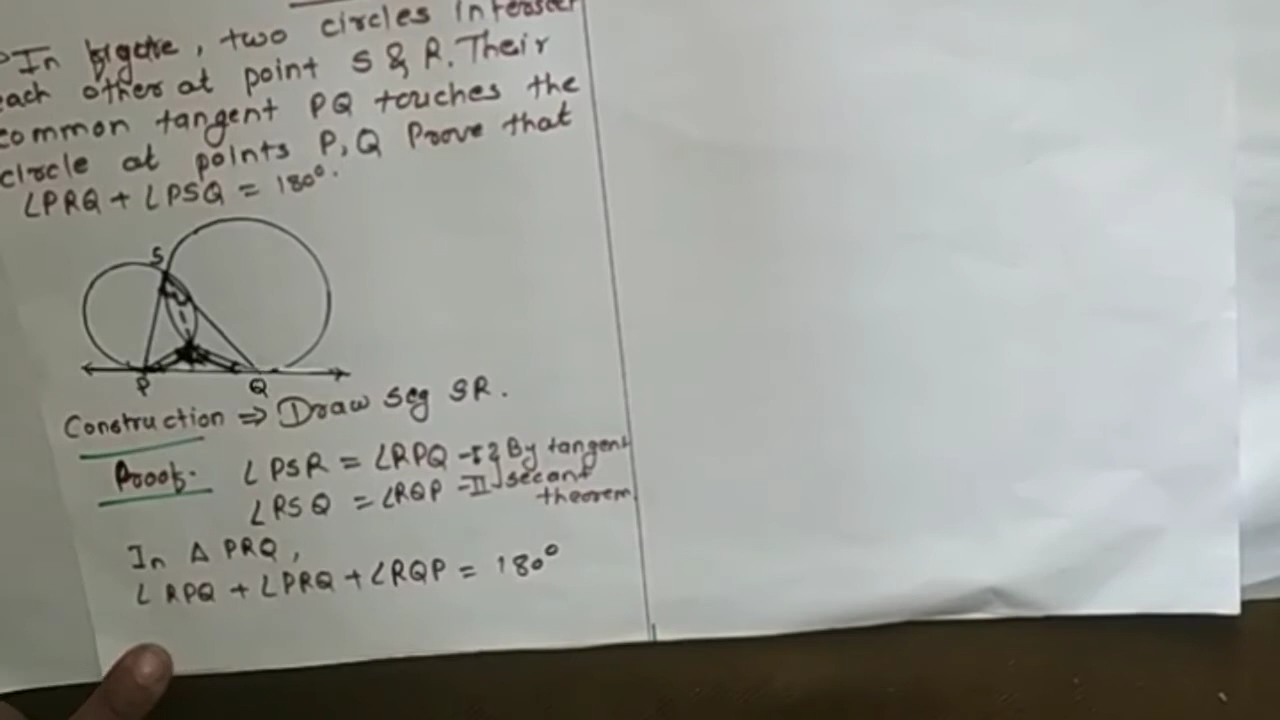 In figure, two circles intersect
each other at point S & R. Their
common tangent PQ touches the
circle at points P, Q Prove that
∠PRQ + ∠PSQ = 180°.
S
P Q
Construction ⇒ Draw seg SR.
Proof- ∠PSR = ∠RPQ -I } By tangent
∠RSQ = ∠RQP -II } secant
theorem
In Δ PRQ,
∠RPQ + ∠PRQ + ∠RQP = 180°